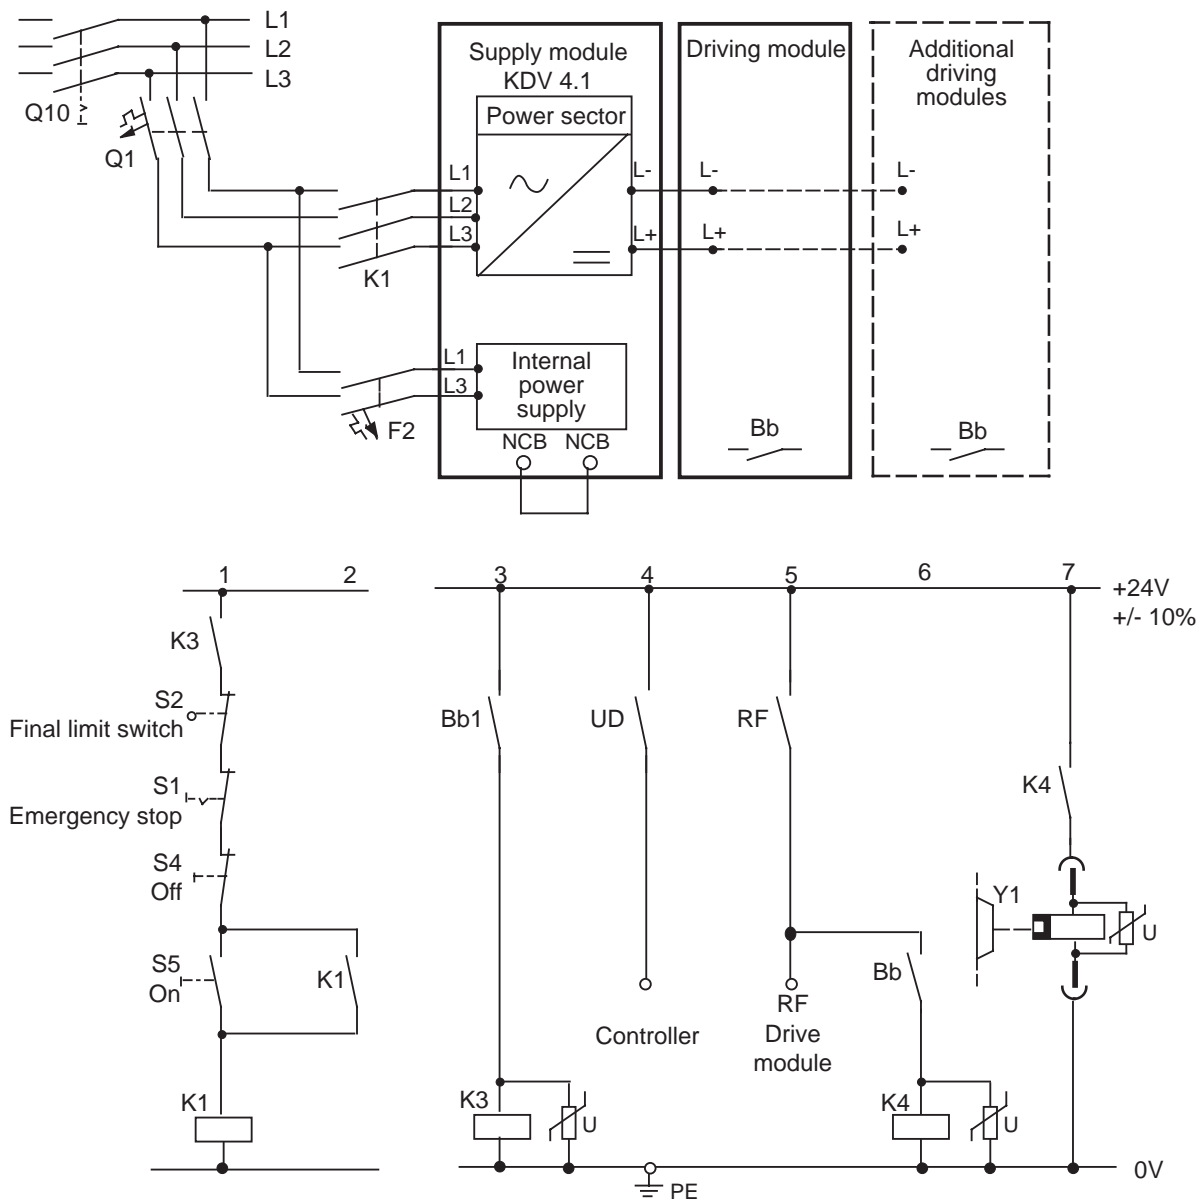 L1
L2
L3
Q10
Q1
Supply module
KDV 4.1
Power sector
L1
L2
L3
K1
L-
L+
Driving module
L-
L+
Additional
driving
modules
L-
L+
L1
L3
Internal
power
supply
F2
NCB NCB
Bb
Bb
1 2 3 4 5 6 7
+24V
+/- 10%
K3
S2
Final limit switch
S1
Emergency stop
S4
Off
S5
On
K1
K1
Bb1
UD
RF
K4
Y1
U
Bb
Controller
RF
Drive
module
K3
U
K4
U
0V
PE